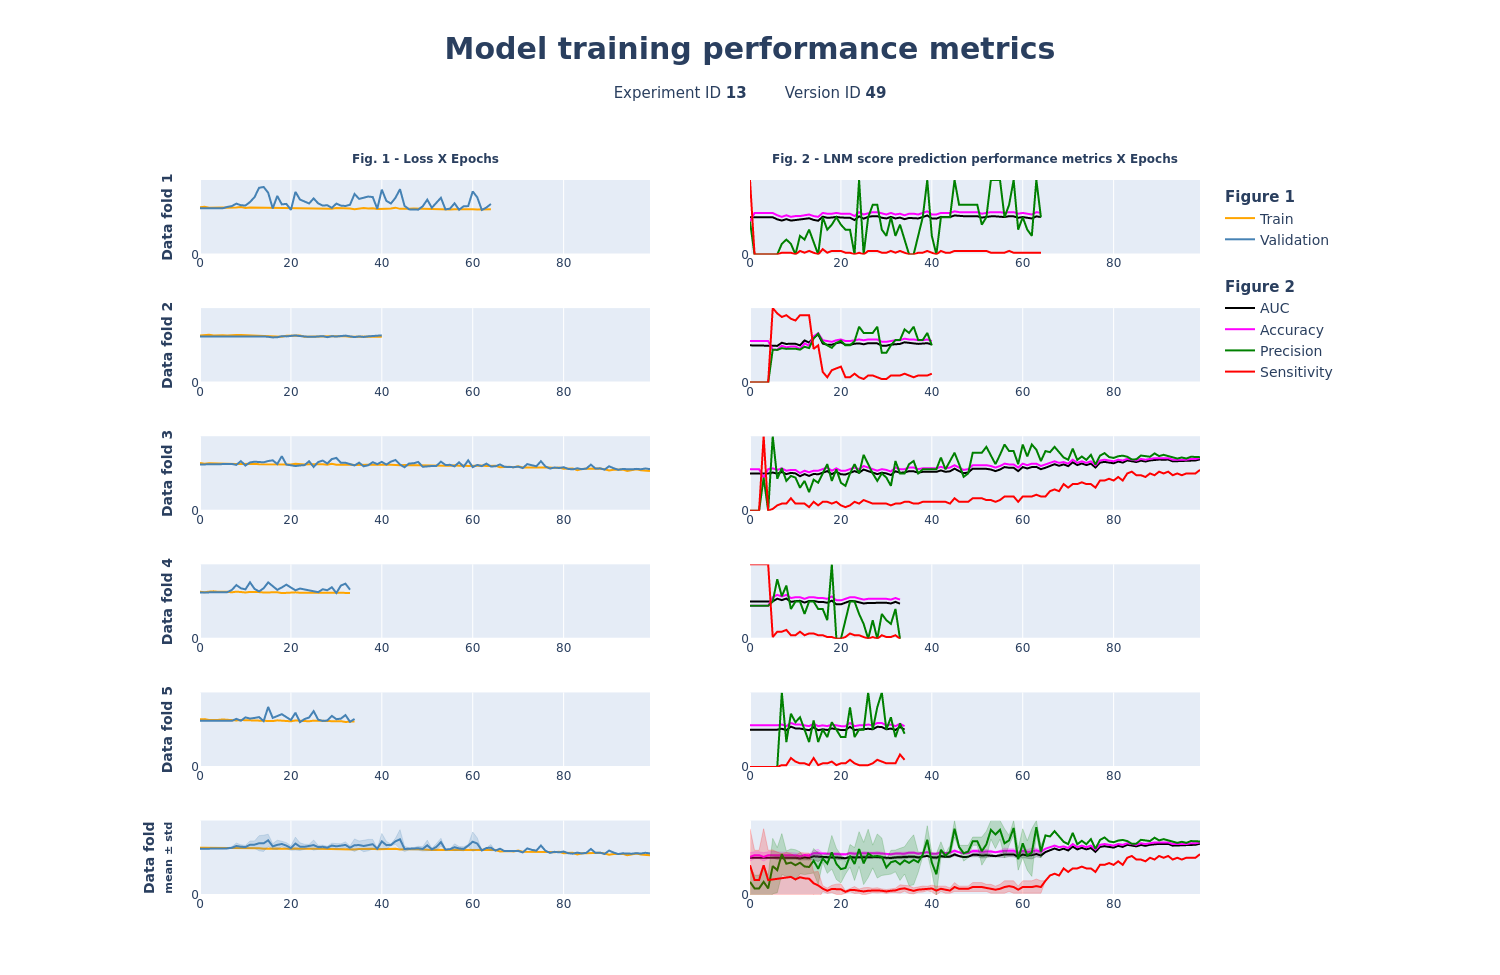 Model training performance metrics
Experiment ID 13 Version ID 49
Fig. 1 - Loss X Epochs
Fig. 2 - LNM score prediction performance metrics X Epochs
Data fold 1
0
0 20 40 60 80
0
0 20 40 60 80
Figure 1
Train
Validation
Figure 2
AUC
Accuracy
Precision
Sensitivity
Data fold 2
0
0 20 40 60 80
0
0 20 40 60 80
Data fold 3
0
0 20 40 60 80
0
0 20 40 60 80
Data fold 4
0
0 20 40 60 80
0
0 20 40 60 80
Data fold 5
0
0 20 40 60 80
0
0 20 40 60 80
Data fold
mean ± std
0
0 20 40 60 80
0
0 20 40 60 80